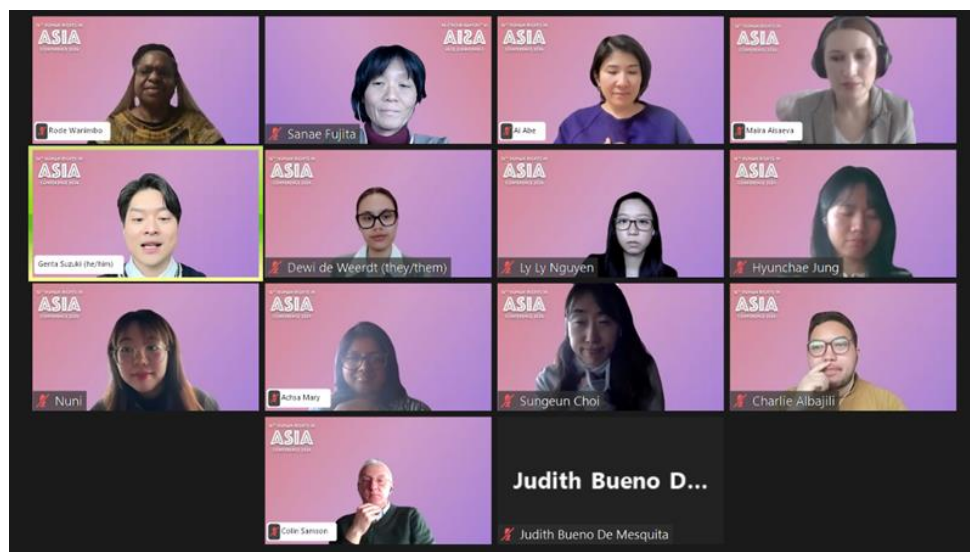 ASIA
Rode Wanimbo
ASIA
Sanae Fujita
ASIA
Ai Abe
ASIA
Maira Aisaeva
ASIA
Genta Suzuki (he/him)
ASIA
Dewi de Weerdt (they/them)
ASIA
Ly Ly Nguyen
ASIA
Hyunchae Jung
ASIA
Nuni
ASIA
Achsa Mary
ASIA
Sungeun Choi
ASIA
Charlie Albajili
ASIA
Colin Samson
Judith Bueno D...
Judith Bueno De Mesquita